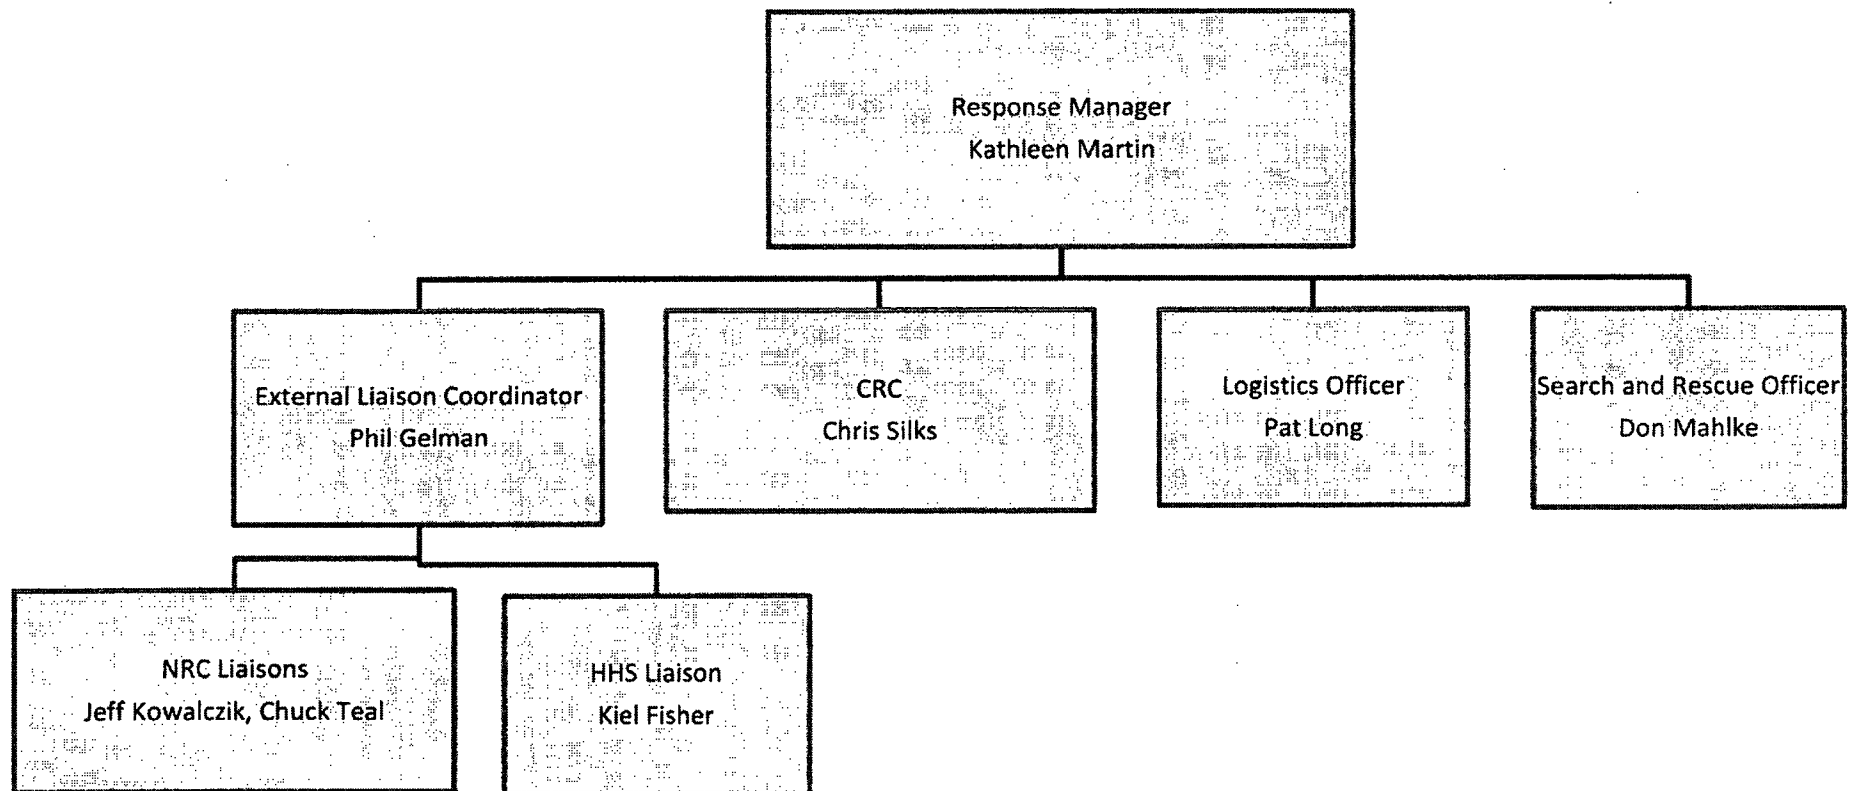 Response Manager
Kathleen Martin
External Liaison Coordinator
Phil Gelman
CRC
Chris Silks
Logistics Officer
Pat Long
Search and Rescue Officer
Don Mahlke
NRC Liaisons
Jeff Kowalczik, Chuck Teal
HHS Liaison
Kiel Fisher